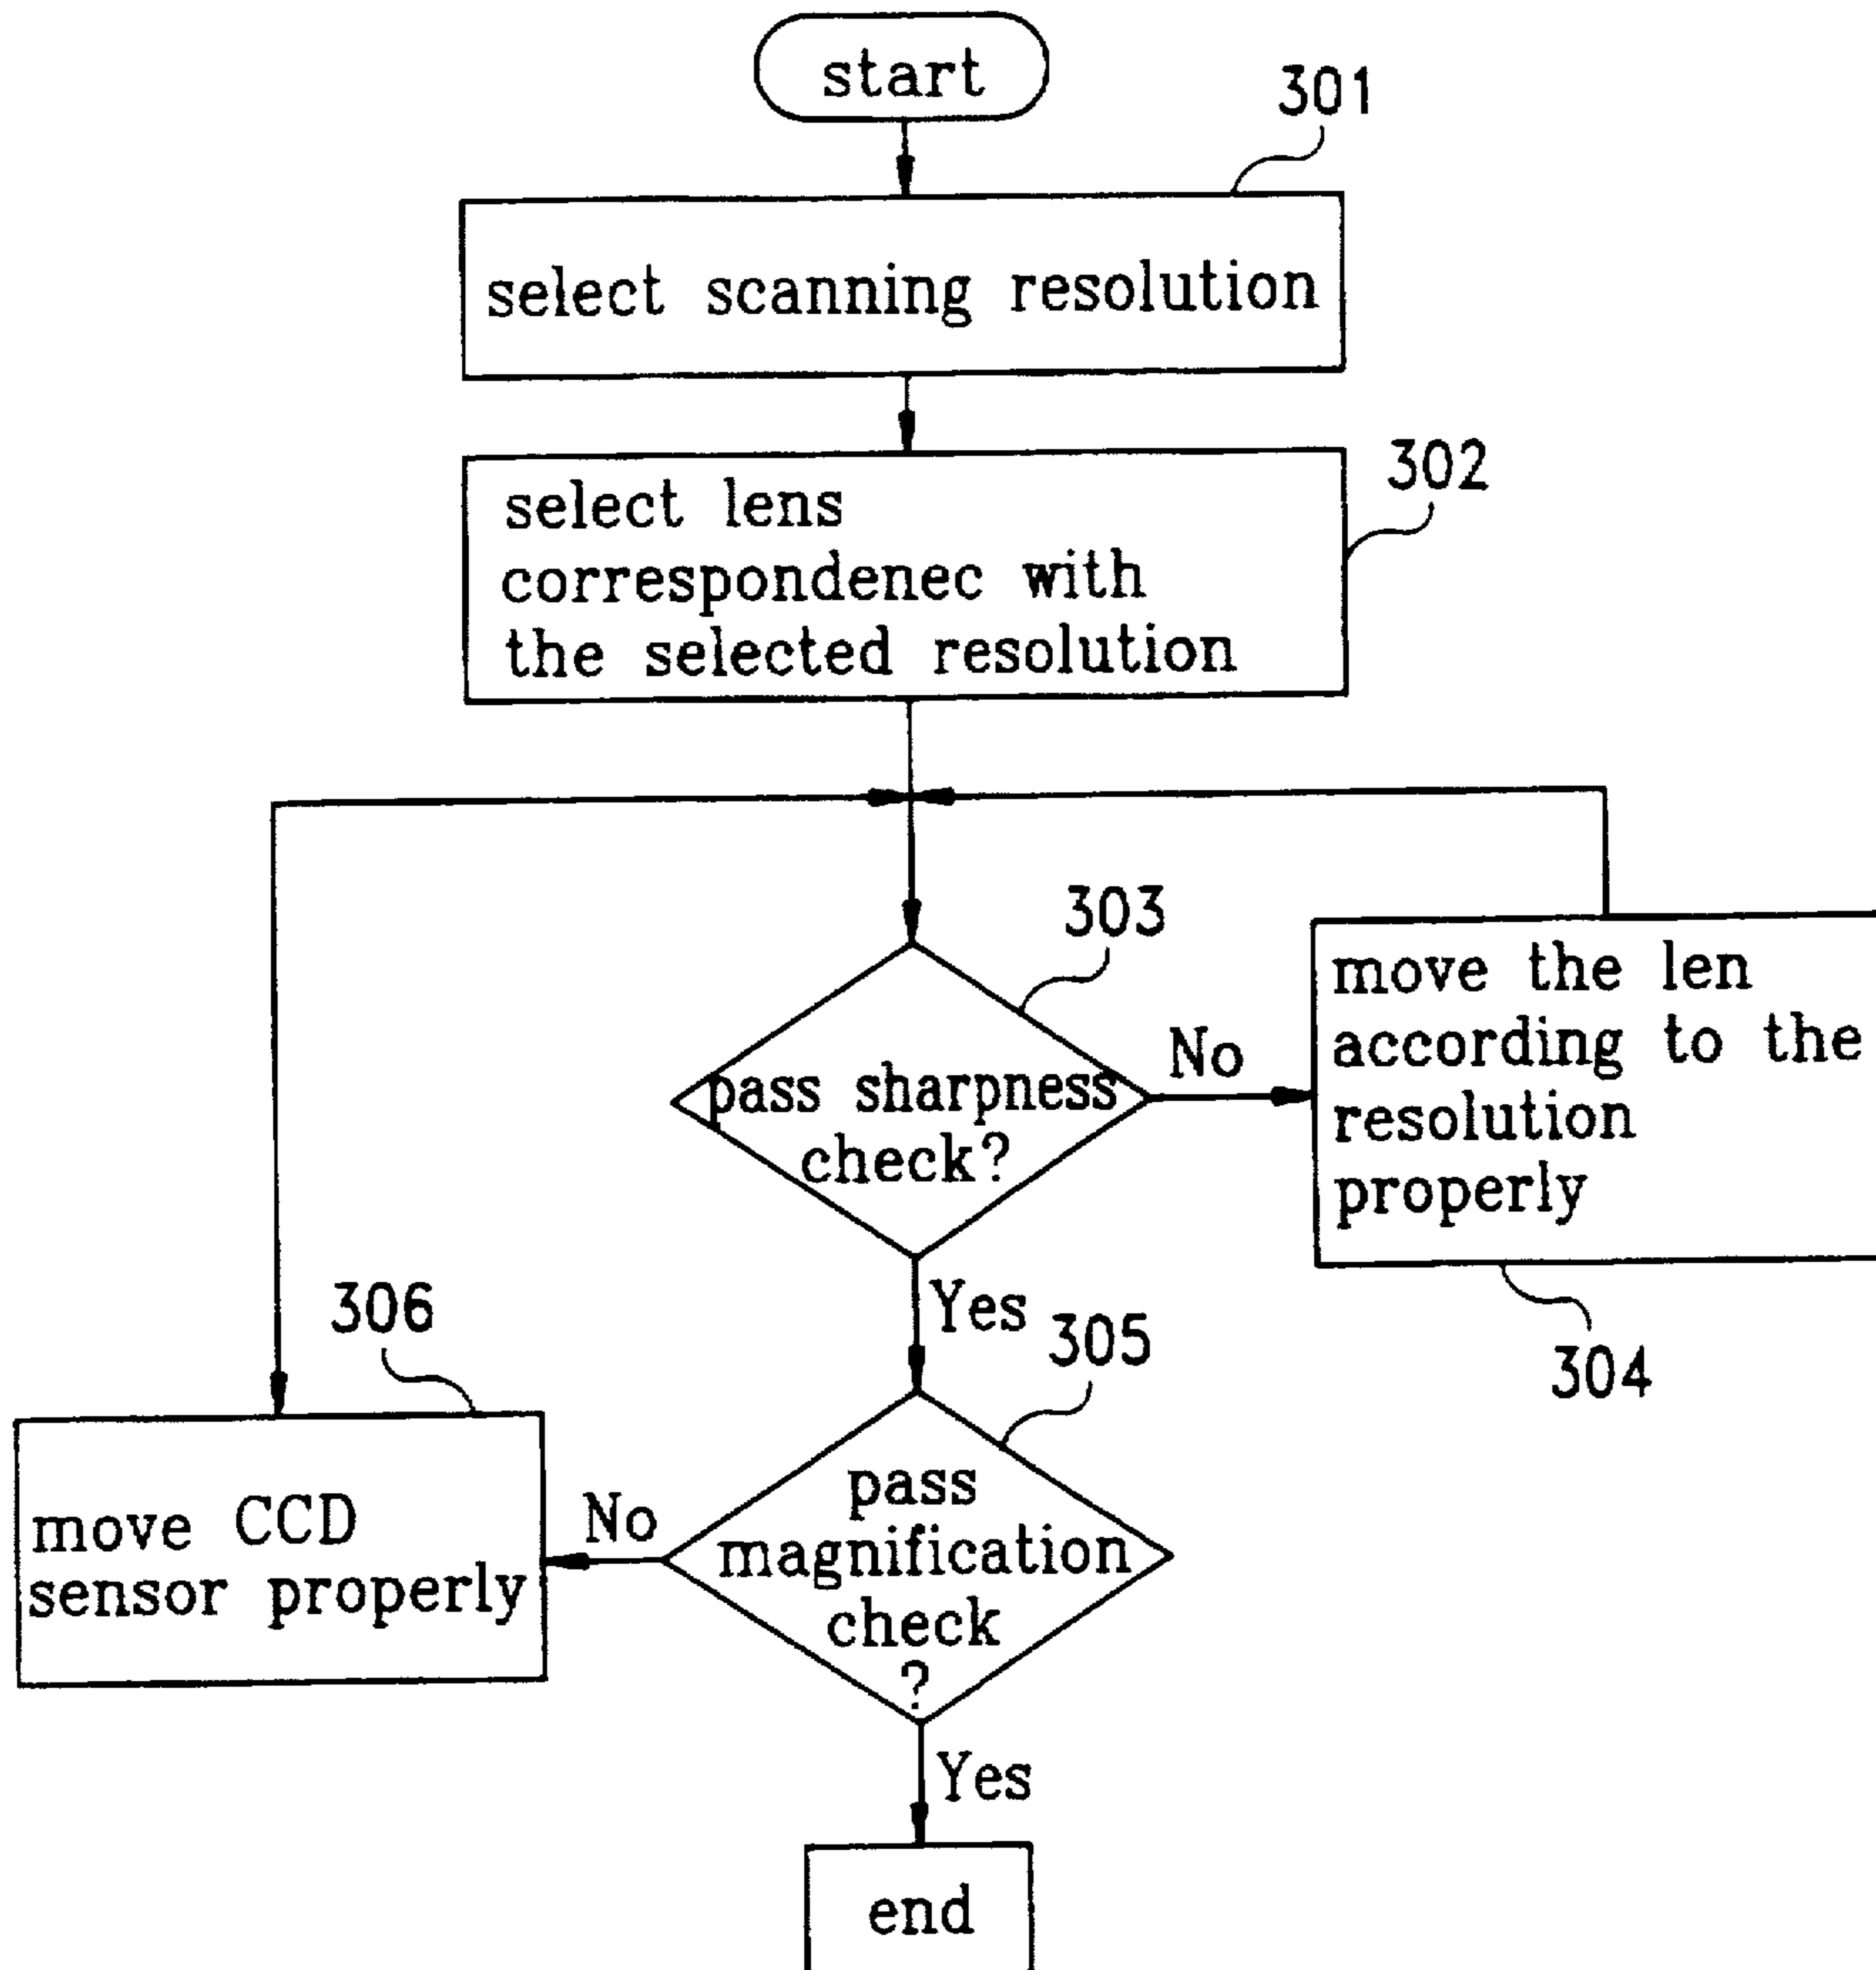 start
301
select scanning resolution
302
select lens
correspondenec with
the selected resolution
303
pass sharpness
check?
No
move the len
according to the
resolution
properly
304
Yes
305
306
pass
magnification
check
?
No
move CCD
sensor properly
Yes
end